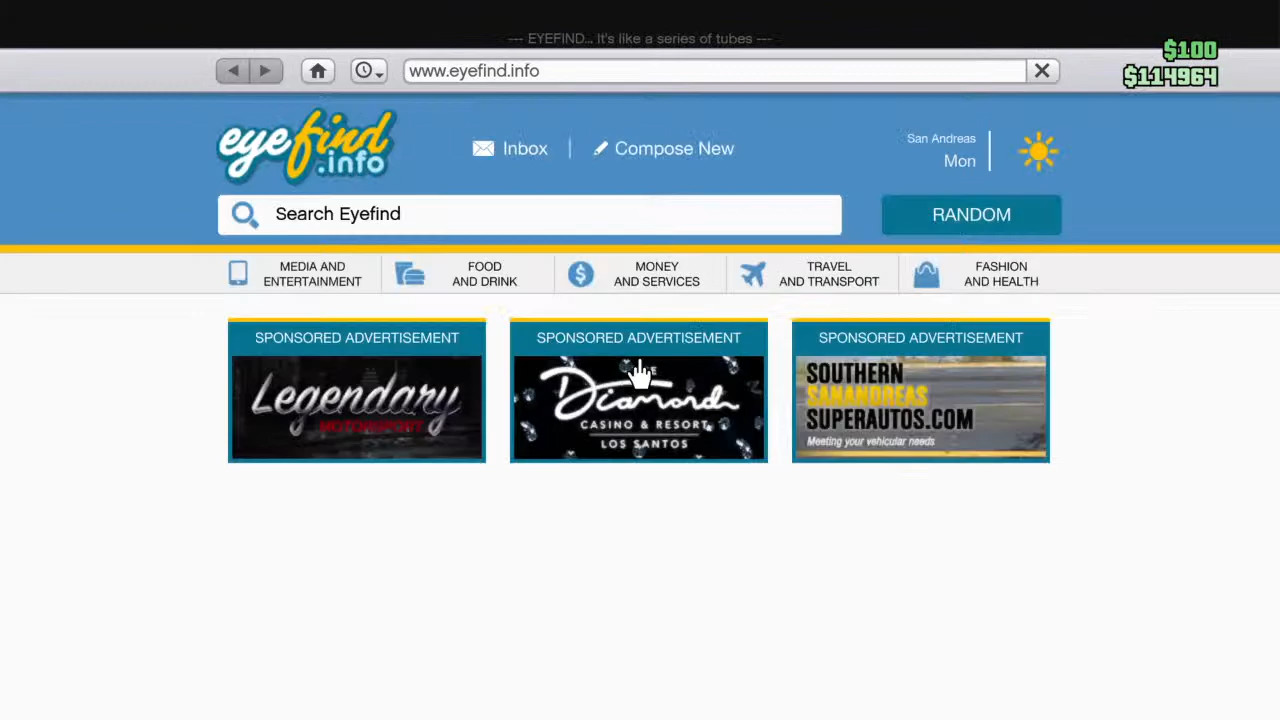 --- EYEFIND... It's like a series of tubes ---
www.eyefind.info
$100
$114964
eyefind
.info
Inbox
Compose New
San Andreas
Mon
Search Eyefind
RANDOM
MEDIA AND
ENTERTAINMENT
FOOD
AND DRINK
MONEY
AND SERVICES
TRAVEL
AND TRANSPORT
FASHION
AND HEALTH
SPONSORED ADVERTISEMENT
Legendary
MOTORSPORT
SPONSORED ADVERTISEMENT
Diamond
CASINO & RESORT
LOS SANTOS
SPONSORED ADVERTISEMENT
SOUTHERN
SANANDREAS
SUPERAUTOS.COM
Meeting your vehicular needs